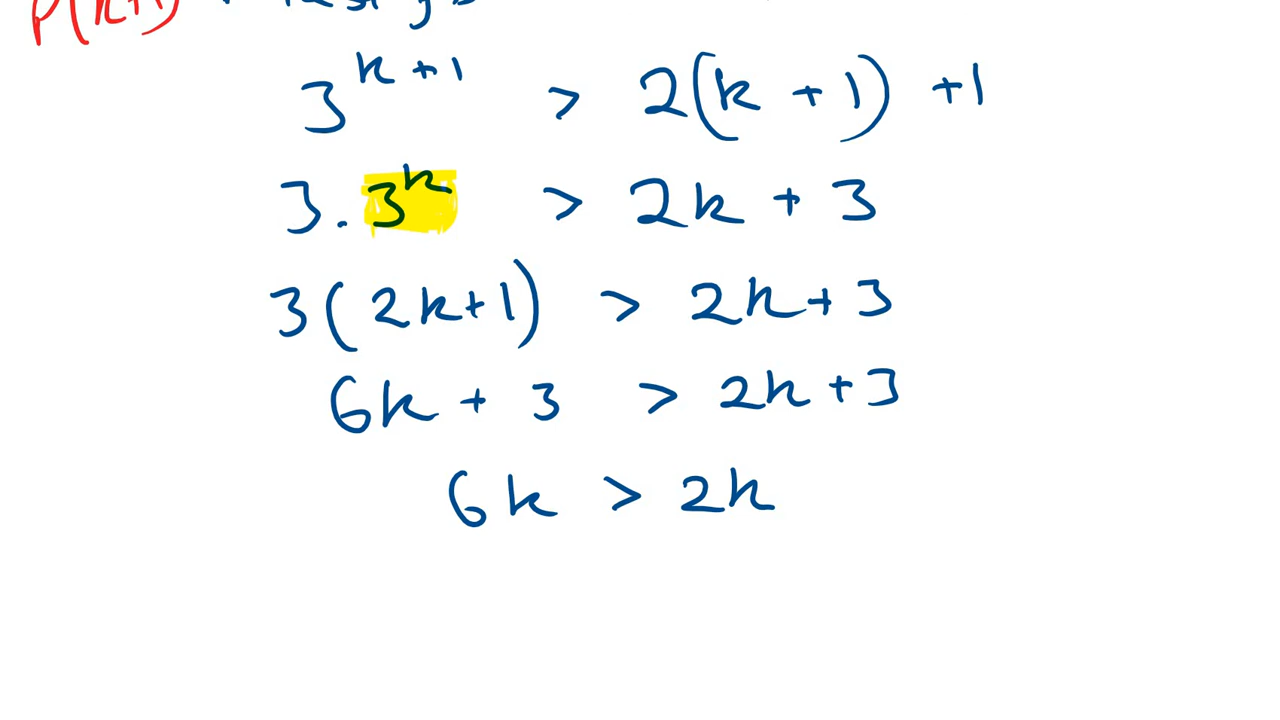 P(k+1)
3^{k+1} > 2(k+1)+1
3.3^k > 2k+3
3(2k+1) > 2k+3
6k+3 > 2k+3
6k > 2k